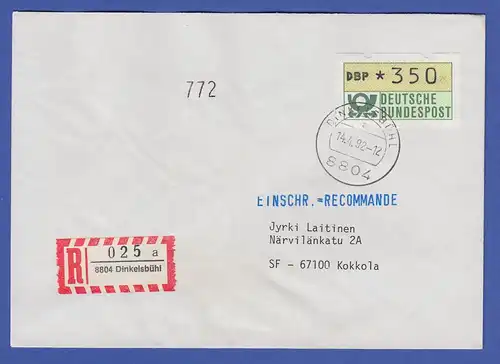 772
DBP *350
DEUTSCHE
BUNDESPOST
DINKELSBÜHL
14.4.92-12
8804
EINSCHR.=RECOMMANDE
Jyrki Laitinen
Närvilänkatu 2A
SF - 67100 Kokkola
R 025 a
8804 Dinkelsbühl